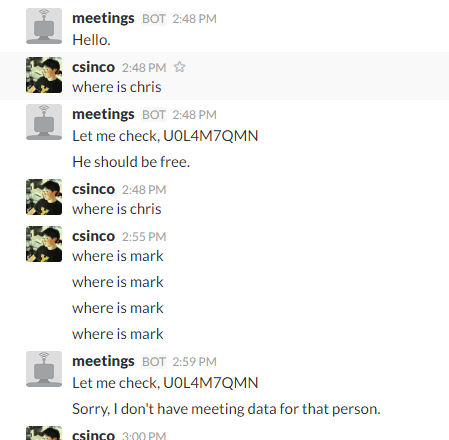 meetings BOT 2:48 PM
Hello.
csinco 2:48 PM
where is chris
meetings BOT 2:48 PM
Let me check, U0L4M7QMN
He should be free.
csinco 2:48 PM
where is chris
csinco 2:55 PM
where is mark
where is mark
where is mark
where is mark
meetings BOT 2:59 PM
Let me check, U0L4M7QMN
Sorry, I don't have meeting data for that person.
csinco 3:00 PM